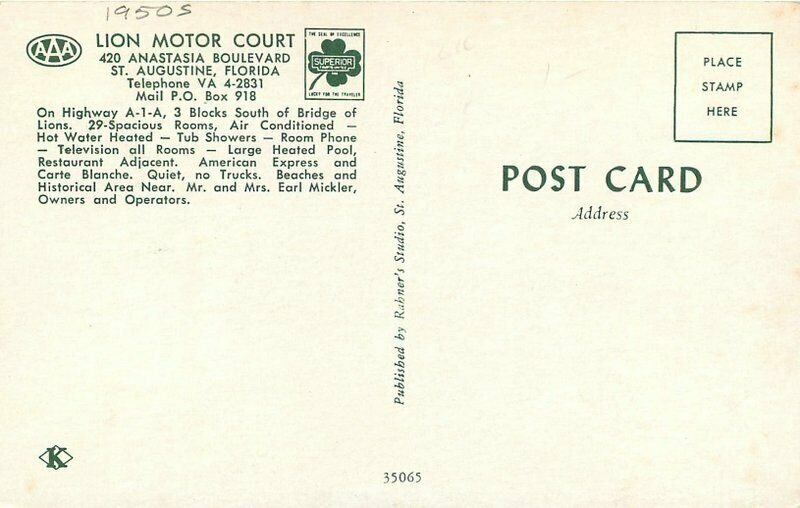 1950s
AAA
LION MOTOR COURT
420 ANASTASIA BOULEVARD
ST. AUGUSTINE, FLORIDA
Telephone VA 4-2831
Mail P.O. Box 918
THE SEAL OF EXCELLENCE
SUPERIOR
LUCKY FOR THE TRAVELER
On Highway A-1-A, 3 Blocks South of Bridge of
Lions. 29-Spacious Rooms, Air Conditioned —
Hot Water Heated — Tub Showers — Room Phone
— Television all Rooms — Large Heated Pool,
Restaurant Adjacent. American Express and
Carte Blanche. Quiet, no Trucks. Beaches and
Historical Area Near. Mr. and Mrs. Earl Mickler,
Owners and Operators.
K
Published by Rahner's Studio, St. Augustine, Florida
35065
PLACE
STAMP
HERE
POST CARD
Address